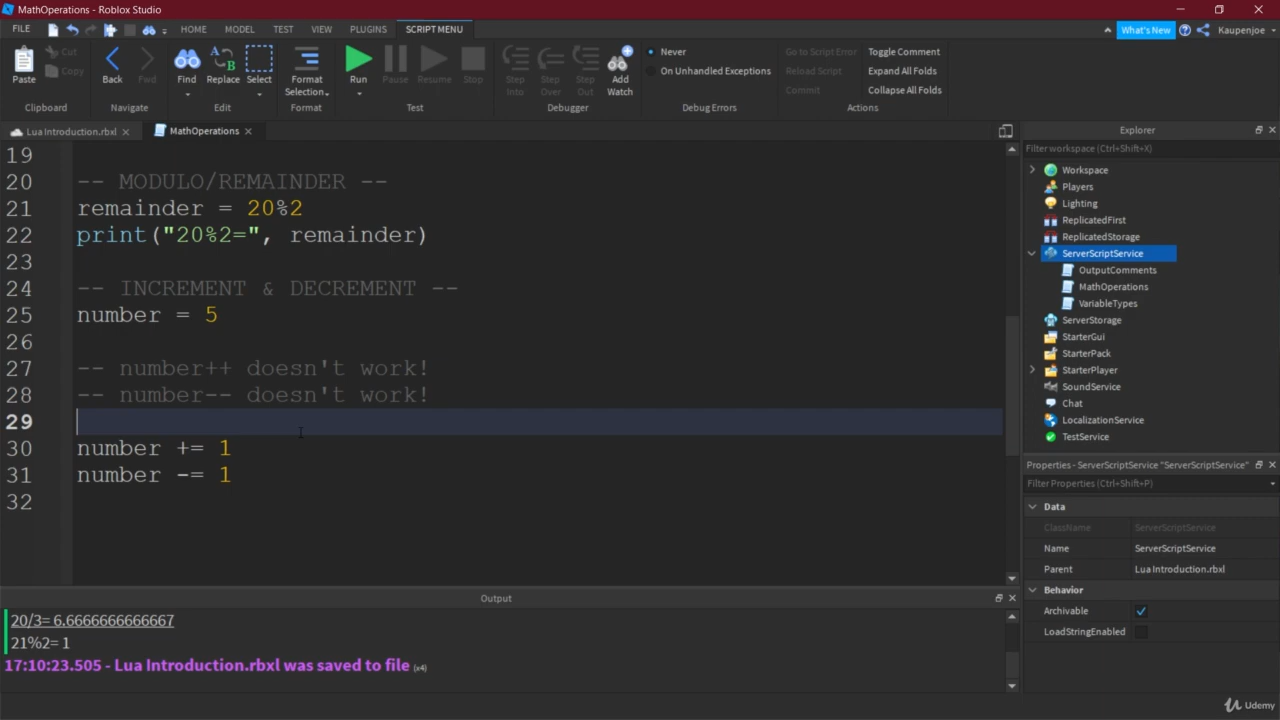 MathOperations - Roblox Studio
FILE HOME MODEL TEST VIEW PLUGINS SCRIPT MENU What's New Kaupenjoe
Paste Cut Copy Back Fwd Find Replace Select Format Selection Run Pause Resume Stop Step Into Step Over Step Out Add Watch Never On Unhandled Exceptions Go to Script Error Reload Script Commit Toggle Comment Expand All Folds Collapse All Folds
Clipboard Navigate Edit Format Test Debugger Debug Errors Actions
Lua Introduction.rbxl MathOperations
19
20 -- MODULO/REMAINDER --
21 remainder = 20%2
22 print("20%2=", remainder)
23
24 -- INCREMENT & DECREMENT --
25 number = 5
26
27 -- number++ doesn't work!
28 -- number-- doesn't work!
29
30 number += 1
31 number -= 1
32
Explorer
Filter workspace (Ctrl+Shift+X)
Workspace
Players
Lighting
ReplicatedFirst
ReplicatedStorage
ServerScriptService
OutputComments
MathOperations
VariableTypes
ServerStorage
StarterGui
StarterPack
StarterPlayer
SoundService
Chat
LocalizationService
TestService
Properties - ServerScriptService "ServerScriptService"
Filter Properties (Ctrl+Shift+P)
Data
ClassName ServerScriptService
Name ServerScriptService
Parent Lua Introduction.rbxl
Behavior
Archivable
LoadStringEnabled
Output
20/3= 6.6666666666667
21%2= 1
17:10:23.505 - Lua Introduction.rbxl was saved to file (x4)
Udemy